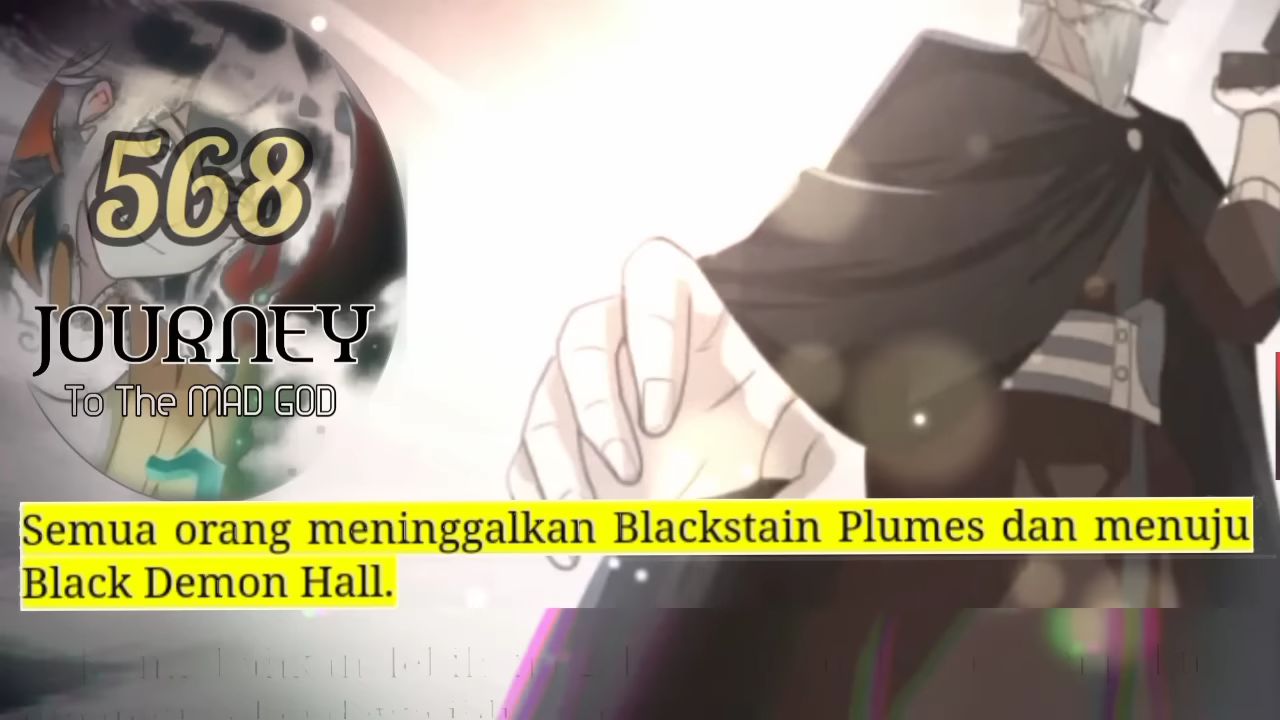 568
JOURNEY
To The MAD GOD
Semua orang meninggalkan Blackstain Plumes dan menuju
Black Demon Hall.